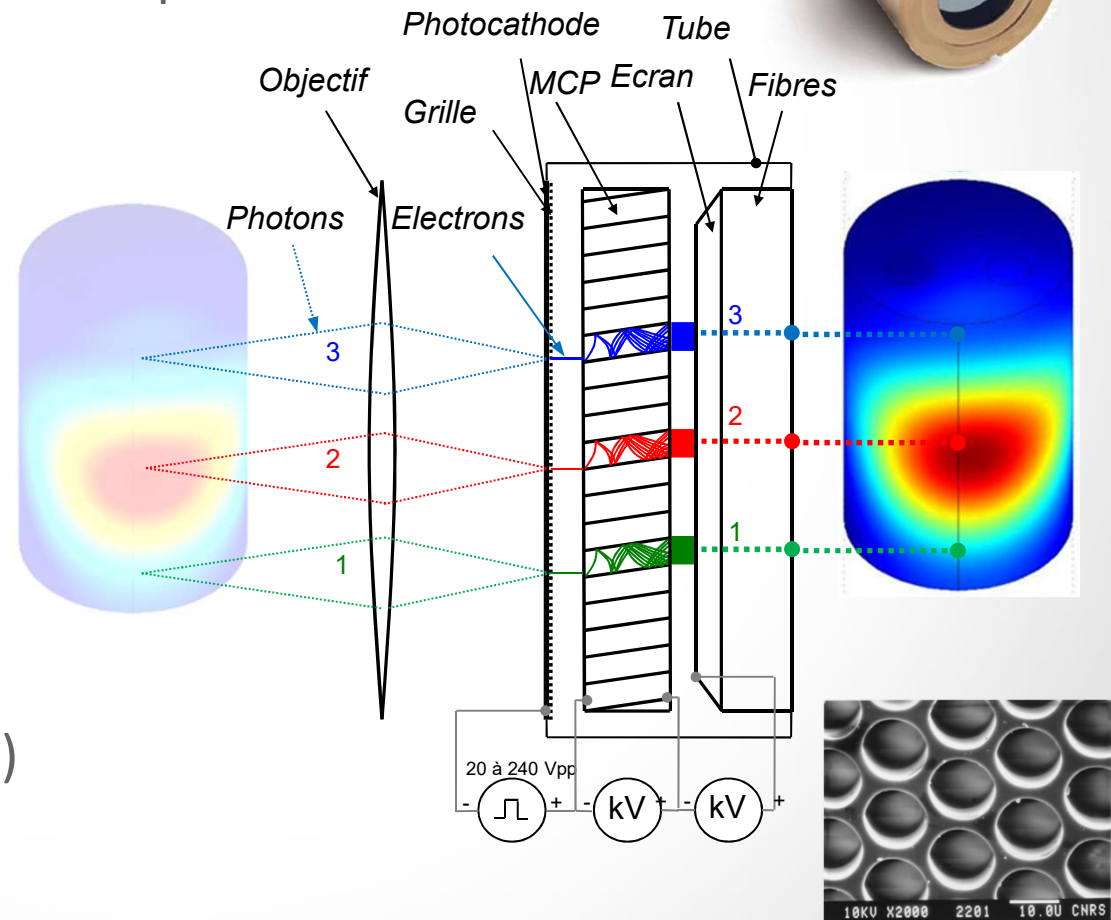 Photocathode
Tube
Objectif
MCP
Ecran
Fibres
Grille
Photons
Electrons
3
3
2
2
1
1
)
20 à 240 Vpp
- + - kV + - kV +
10KV X2000 2201 10.0U CNRS